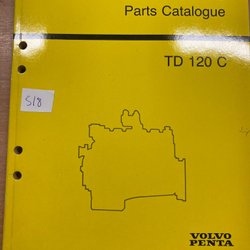 Parts Catalogue
TD 120 C
518
VOLVO
PENTA